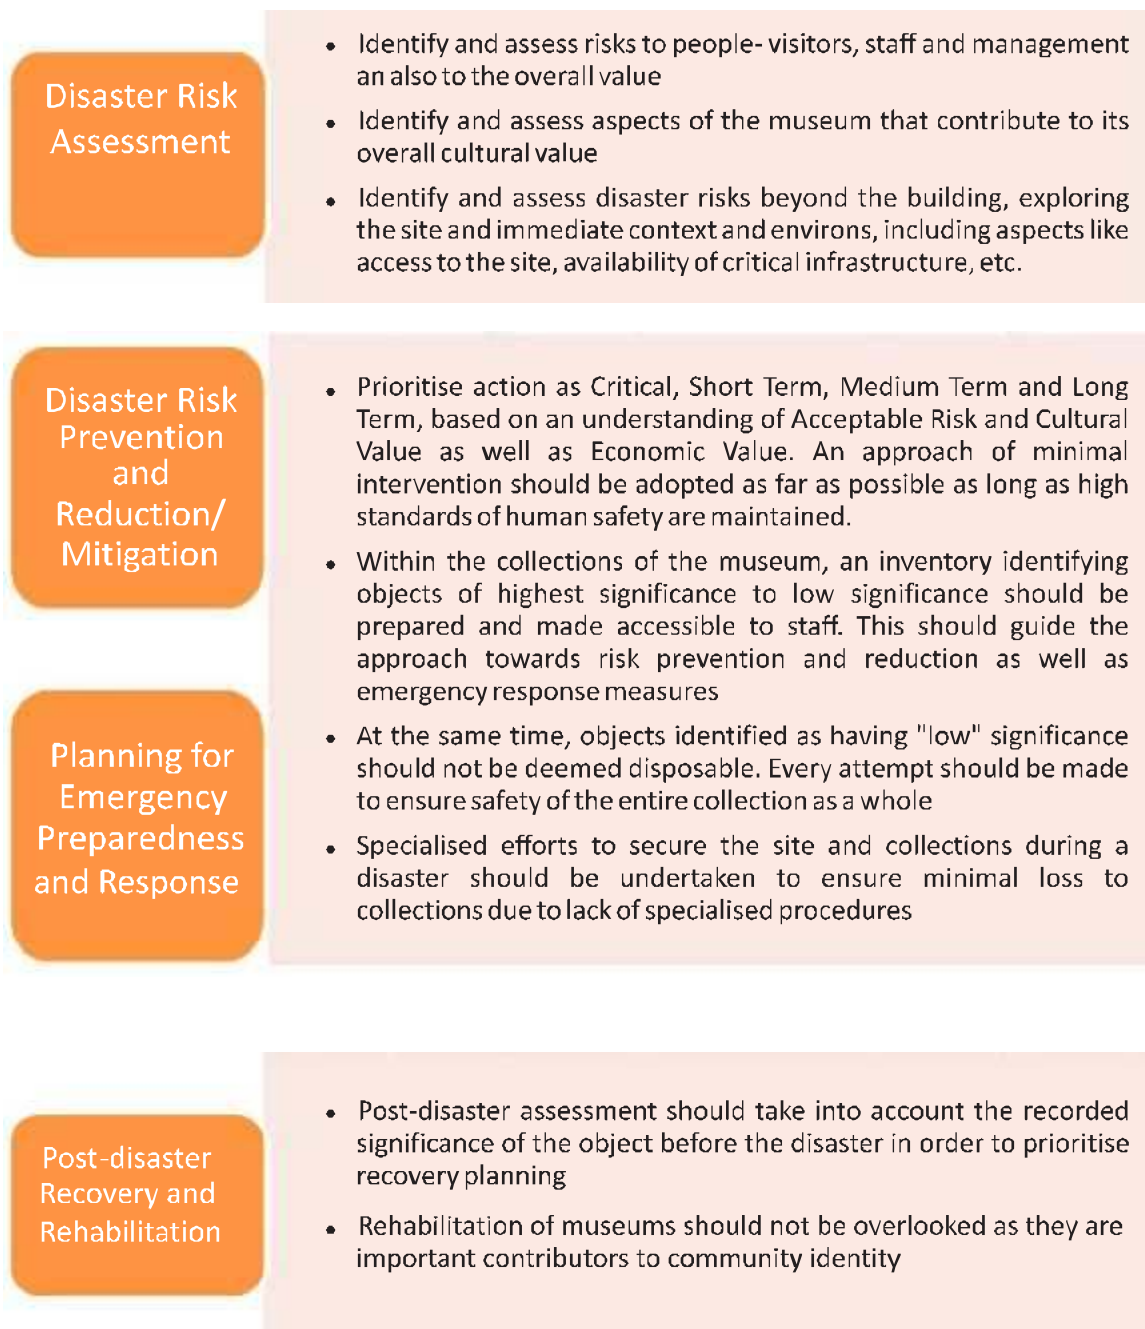 Disaster Risk
Assessment
• Identify and assess risks to people- visitors, staff and management
an also to the overall value
• Identify and assess aspects of the museum that contribute to its
overall cultural value
• Identify and assess disaster risks beyond the building, exploring
the site and immediate context and environs, including aspects like
access to the site, availability of critical infrastructure, etc.
Disaster Risk
Prevention
and
Reduction/
Mitigation
Planning for
Emergency
Preparedness
and Response
• Prioritise action as Critical, Short Term, Medium Term and Long
Term, based on an understanding of Acceptable Risk and Cultural
Value as well as Economic Value. An approach of minimal
intervention should be adopted as far as possible as long as high
standards of human safety are maintained.
• Within the collections of the museum, an inventory identifying
objects of highest significance to low significance should be
prepared and made accessible to staff. This should guide the
approach towards risk prevention and reduction as well as
emergency response measures
• At the same time, objects identified as having "low" significance
should not be deemed disposable. Every attempt should be made
to ensure safety of the entire collection as a whole
• Specialised efforts to secure the site and collections during a
disaster should be undertaken to ensure minimal loss to
collections due to lack of specialised procedures
Post-disaster
Recovery and
Rehabilitation
• Post-disaster assessment should take into account the recorded
significance of the object before the disaster in order to prioritise
recovery planning
• Rehabilitation of museums should not be overlooked as they are
important contributors to community identity